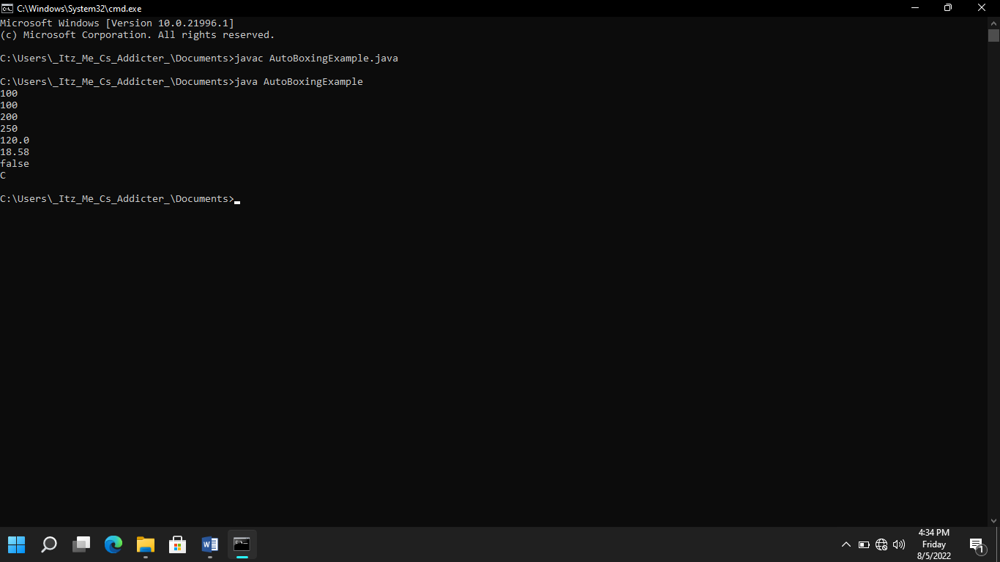 C:\Windows\System32\cmd.exe
Microsoft Windows [Version 10.0.21996.1]
(c) Microsoft Corporation. All rights reserved.
C:\Users\_Itz_Me_Cs_Addicter_\Documents>javac AutoBoxingExample.java
C:\Users\_Itz_Me_Cs_Addicter_\Documents>java AutoBoxingExample
100
100
200
250
120.0
18.58
false
C
C:\Users\_Itz_Me_Cs_Addicter_\Documents>
4:34 PM
Friday
8/5/2022
1